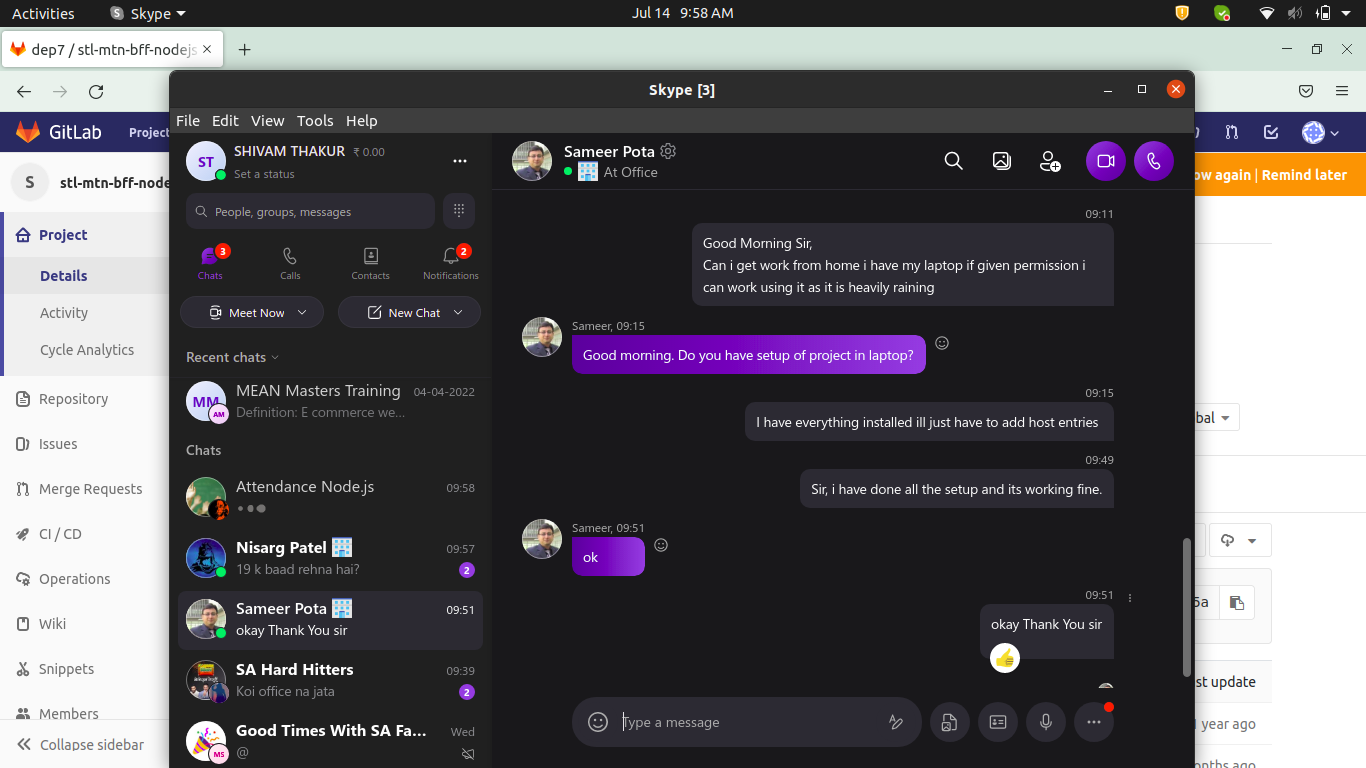 Activities
Skype
Jul 14 9:58 AM
dep7 / stl-mtn-bff-nodejs
Skype [3]
GitLab
Project
ow again | Remind later
File Edit View Tools Help
S
stl-mtn-bff-node
Project
Details
Activity
Cycle Analytics
Repository
Issues
Merge Requests
CI / CD
Operations
Wiki
Snippets
Members
Collapse sidebar
ST
SHIVAM THAKUR ₹ 0.00
Set a status
People, groups, messages
3
2
Chats
Calls
Contacts
Notifications
Meet Now
New Chat
Recent chats
MM
AM
MEAN Masters Training 04-04-2022
Definition: E commerce we...
Chats
Attendance Node.js 09:58
Nisarg Patel 09:57
19 k baad rehna hai? 2
Sameer Pota 09:51
okay Thank You sir
SA Hard Hitters 09:39
Koi office na jata 2
Good Times With SA Fa... Wed
MS
@
Sameer Pota
At Office
09:11
Good Morning Sir,
Can i get work from home i have my laptop if given permission i
can work using it as it is heavily raining
Sameer, 09:15
Good morning. Do you have setup of project in laptop?
09:15
I have everything installed ill just have to add host entries
09:49
Sir, i have done all the setup and its working fine.
Sameer, 09:51
ok
09:51
okay Thank You sir
Type a message
bal
5a
st update
1 year ago
onths ago